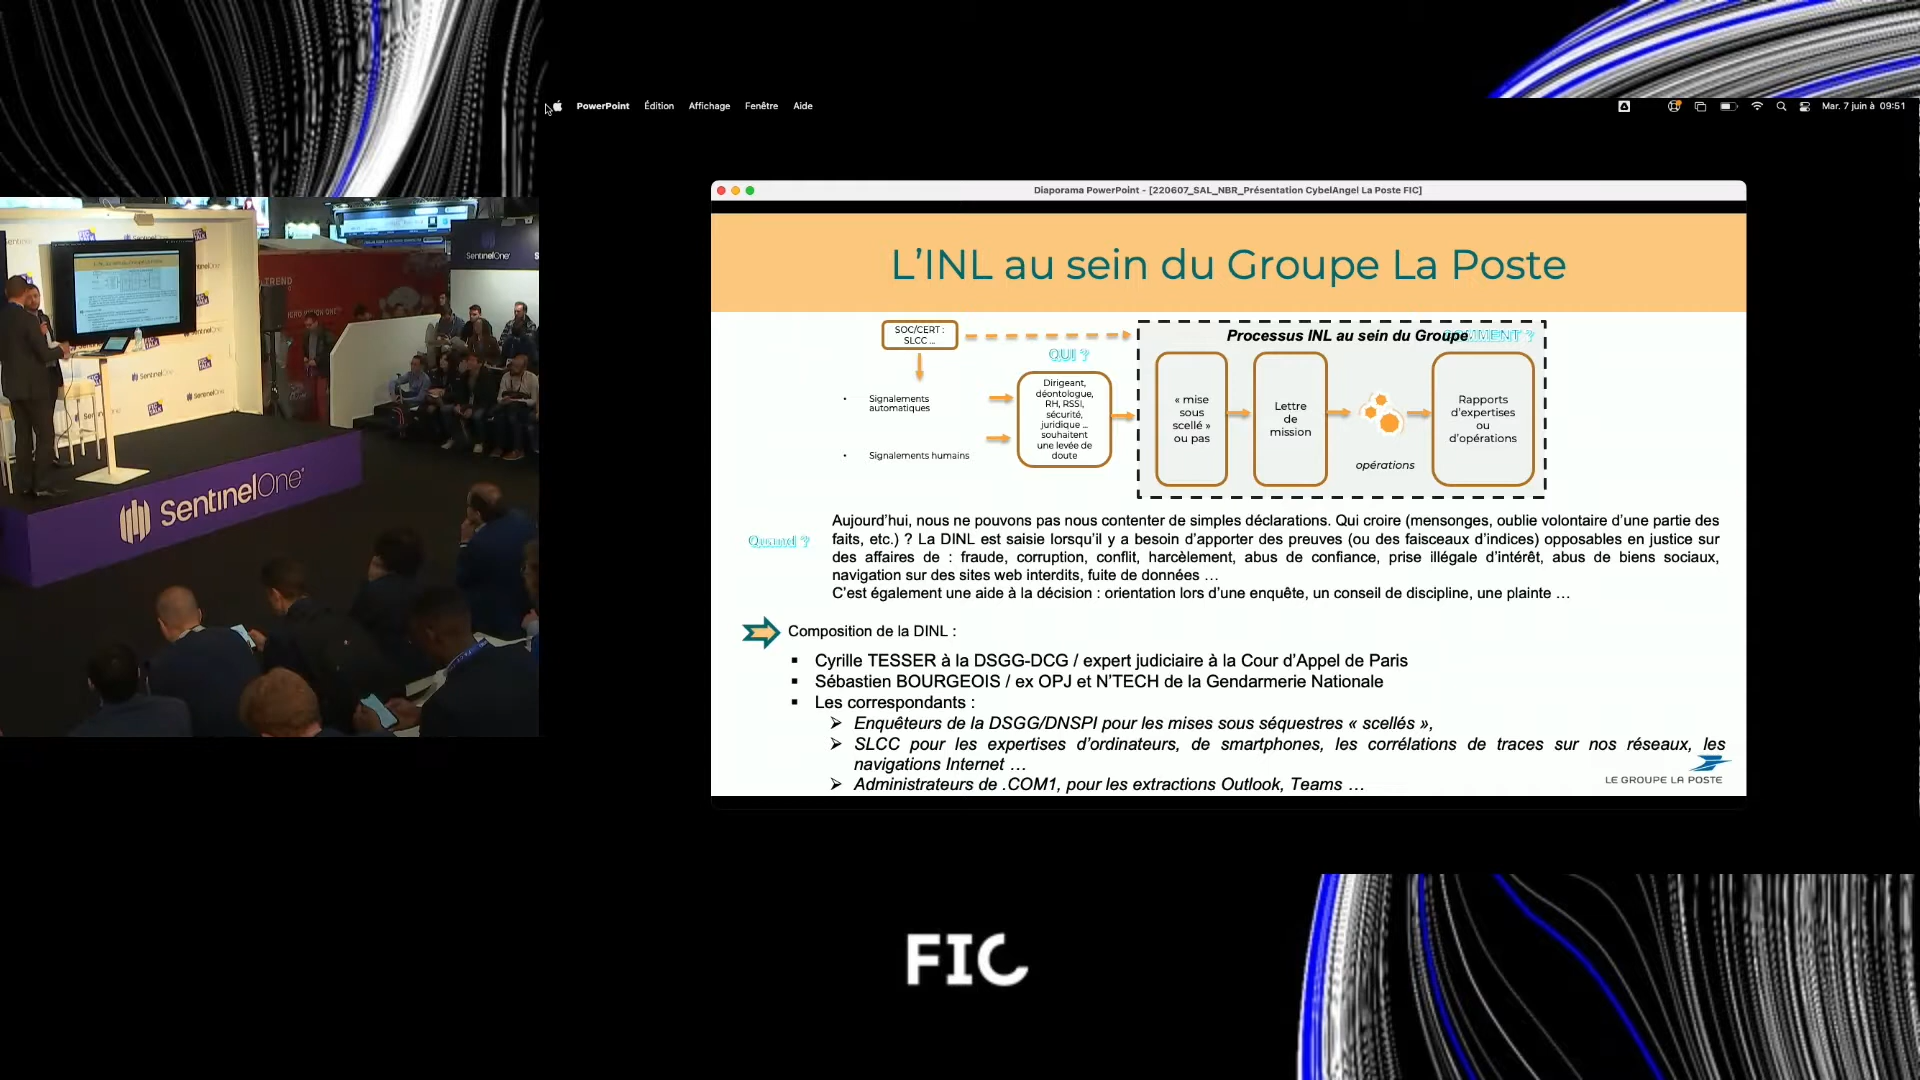 PowerPoint Édition Affichage Fenêtre Aide
Mar. 7 juin à 09:51
Diaporama PowerPoint - [220607_SAL_NBR_Présentation CybelAngel La Poste FIC]
L'INL au sein du Groupe La Poste
SOC/CERT :
SLCC ...
QUI ?
Processus INL au sein du Groupe
COMMENT ?
Signalements
automatiques
Signalements humains
Dirigeant,
déontologue,
RH, RSSI,
sécurité,
juridique ...
souhaitent
une levée de
doute
« mise
sous
scellé »
ou pas
Lettre
de
mission
opérations
Rapports
d'expertises
ou
d'opérations
Quand ?
Aujourd'hui, nous ne pouvons pas nous contenter de simples déclarations. Qui croire (mensonges, oublie volontaire d'une partie des
faits, etc.) ? La DINL est saisie lorsqu'il y a besoin d'apporter des preuves (ou des faisceaux d'indices) opposables en justice sur
des affaires de : fraude, corruption, conflit, harcèlement, abus de confiance, prise illégale d'intérêt, abus de biens sociaux,
navigation sur des sites web interdits, fuite de données ...
C'est également une aide à la décision : orientation lors d'une enquête, un conseil de discipline, une plainte ...
Composition de la DINL :
▪ Cyrille TESSER à la DSGG-DCG / expert judiciaire à la Cour d'Appel de Paris
▪ Sébastien BOURGEOIS / ex OPJ et N'TECH de la Gendarmerie Nationale
▪ Les correspondants :
➢ Enquêteurs de la DSGG/DNSPI pour les mises sous séquestres « scellés »,
➢ SLCC pour les expertises d'ordinateurs, de smartphones, les corrélations de traces sur nos réseaux, les
navigations Internet ...
➢ Administrateurs de .COM1, pour les extractions Outlook, Teams ...
LE GROUPE LA POSTE
SentinelOne
SentinelOne
TREND
FIC